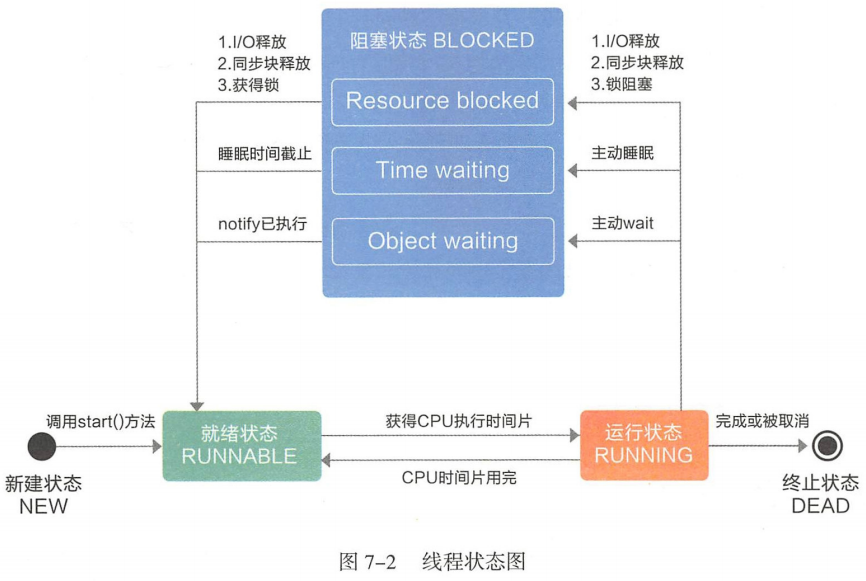 1.I/O释放
2.同步块释放
3.获得锁
阻塞状态 BLOCKED
1.I/O释放
2.同步块释放
3.锁阻塞
Resource blocked
睡眠时间截止
Time waiting
主动睡眠
notify已执行
Object waiting
主动wait
调用start()方法
就绪状态
RUNNABLE
获得CPU执行时间片
CPU时间片用完
运行状态
RUNNING
完成或被取消
新建状态
NEW
终止状态
DEAD
图 7-2 线程状态图